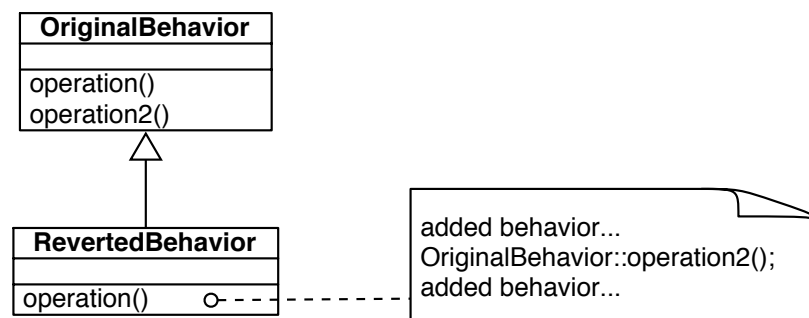 OriginalBehavior
operation()
operation2()
RevertedBehavior
operation()
added behavior...
OriginalBehavior::operation2();
added behavior...